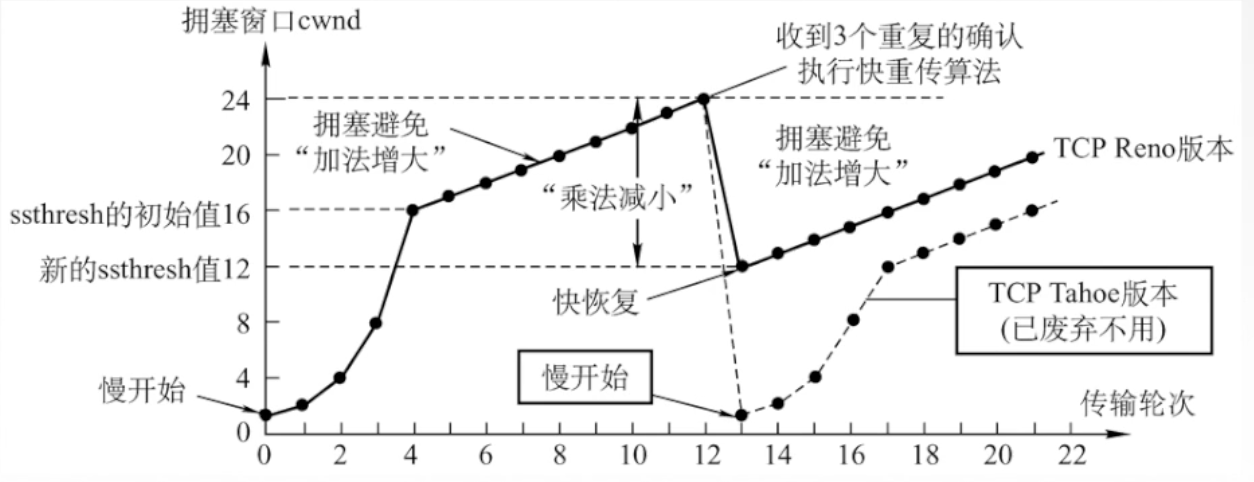 拥塞窗口cwnd
收到3个重复的确认
执行快重传算法
24
拥塞避免
“加法增大”
拥塞避免
“加法增大”
TCP Reno版本
20
“乘法减小”
ssthresh的初始值16
新的ssthresh值12
快恢复
TCP Tahoe版本
(已废弃不用)
8
慢开始
4
慢开始
传输轮次
0
0 2 4 6 8 10 12 14 16 18 20 22